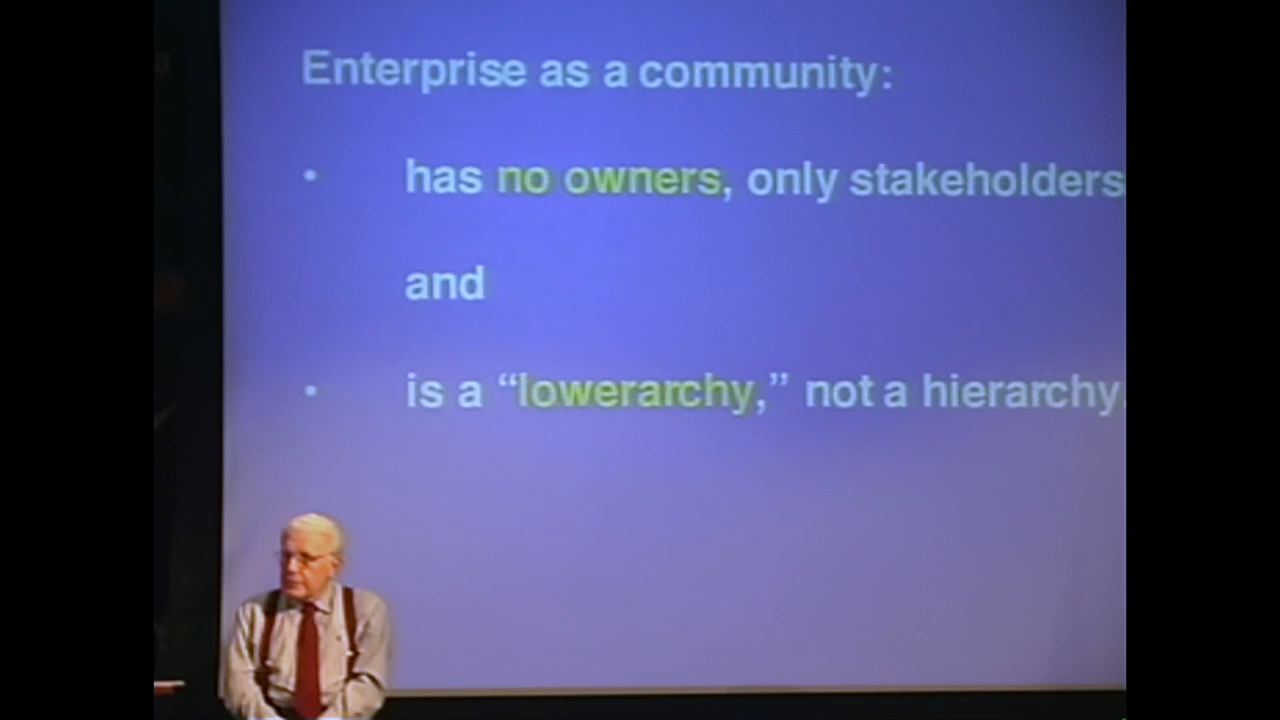 Enterprise as a community:
• has no owners, only stakeholders
and
• is a “lowerarchy,” not a hierarchy.